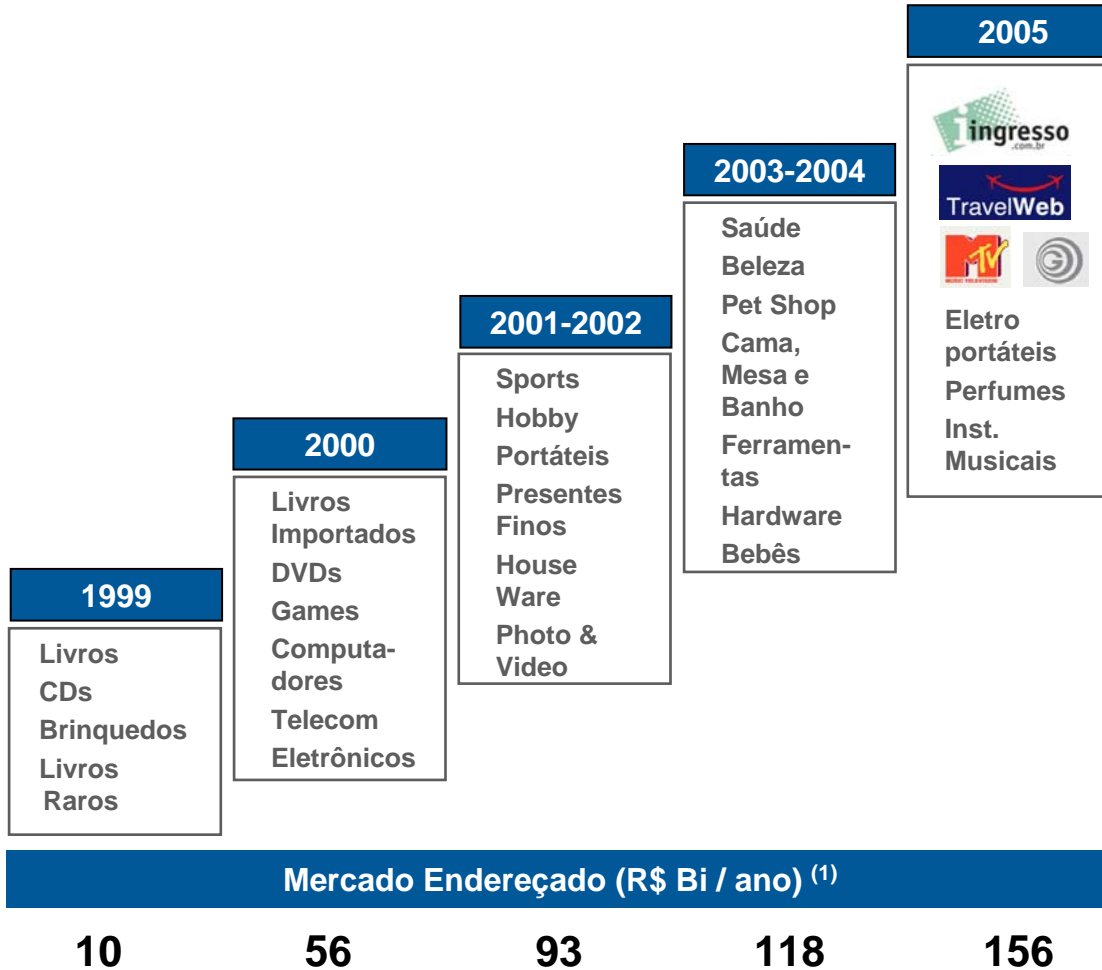 1999
Livros
CDs
Brinquedos
Livros
Raros
2000
Livros
Importados
DVDs
Games
Computa-
dores
Telecom
Eletrônicos
2001-2002
Sports
Hobby
Portáteis
Presentes
Finos
House
Ware
Photo &
Video
2003-2004
Saúde
Beleza
Pet Shop
Cama,
Mesa e
Banho
Ferramen-
tas
Hardware
Bebês
2005
ingresso
.com.br
TravelWeb
MTV
MUSIC TELEVISION
Eletro
portáteis
Perfumes
Inst.
Musicais
Mercado Endereçado (R$ Bi / ano) (1)
10 56 93 118 156